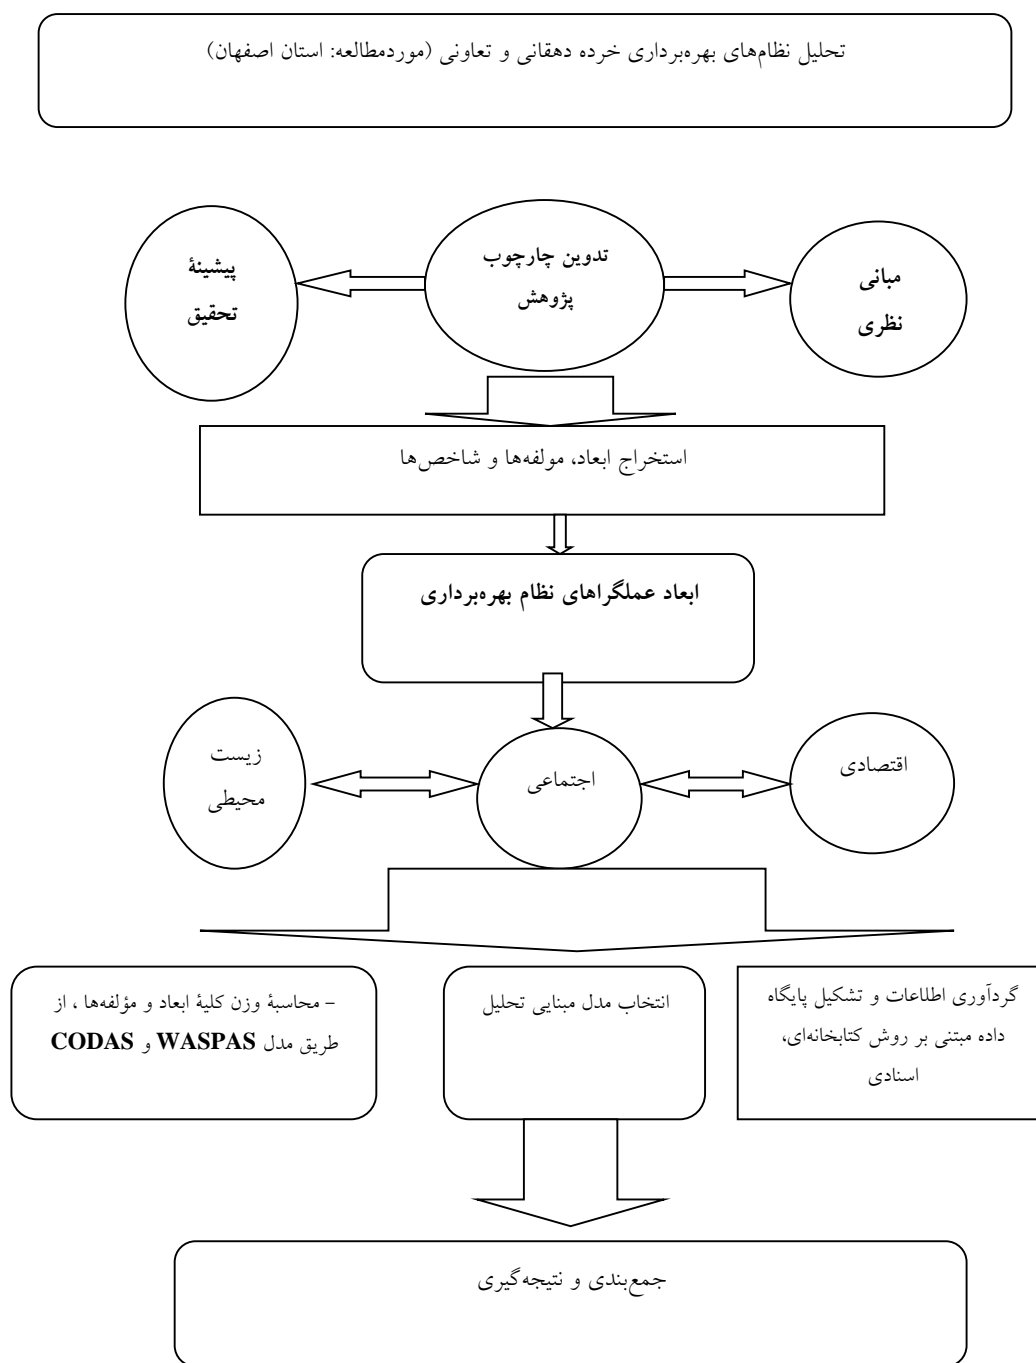 تحلیل نظام‌های بهره‌برداری خرده دهقانی و تعاونی (موردمطالعه: استان اصفهان)
مبانی
نظری
تدوین چارچوب
پژوهش
پیشینۀ
تحقیق
استخراج ابعاد، مولفه‌ها و شاخص‌ها
ابعاد عملگراهای نظام بهره‌برداری
اقتصادی
اجتماعی
زیست
محیطی
گردآوری اطلاعات و تشکیل پایگاه
داده مبتنی بر روش کتابخانه‌ای،
اسنادی
انتخاب مدل مبنایی تحلیل
- محاسبۀ وزن کلیۀ ابعاد و مؤلفه‌ها ، از
طریق مدل WASPAS و CODAS
جمع‌بندی و نتیجه‌گیری